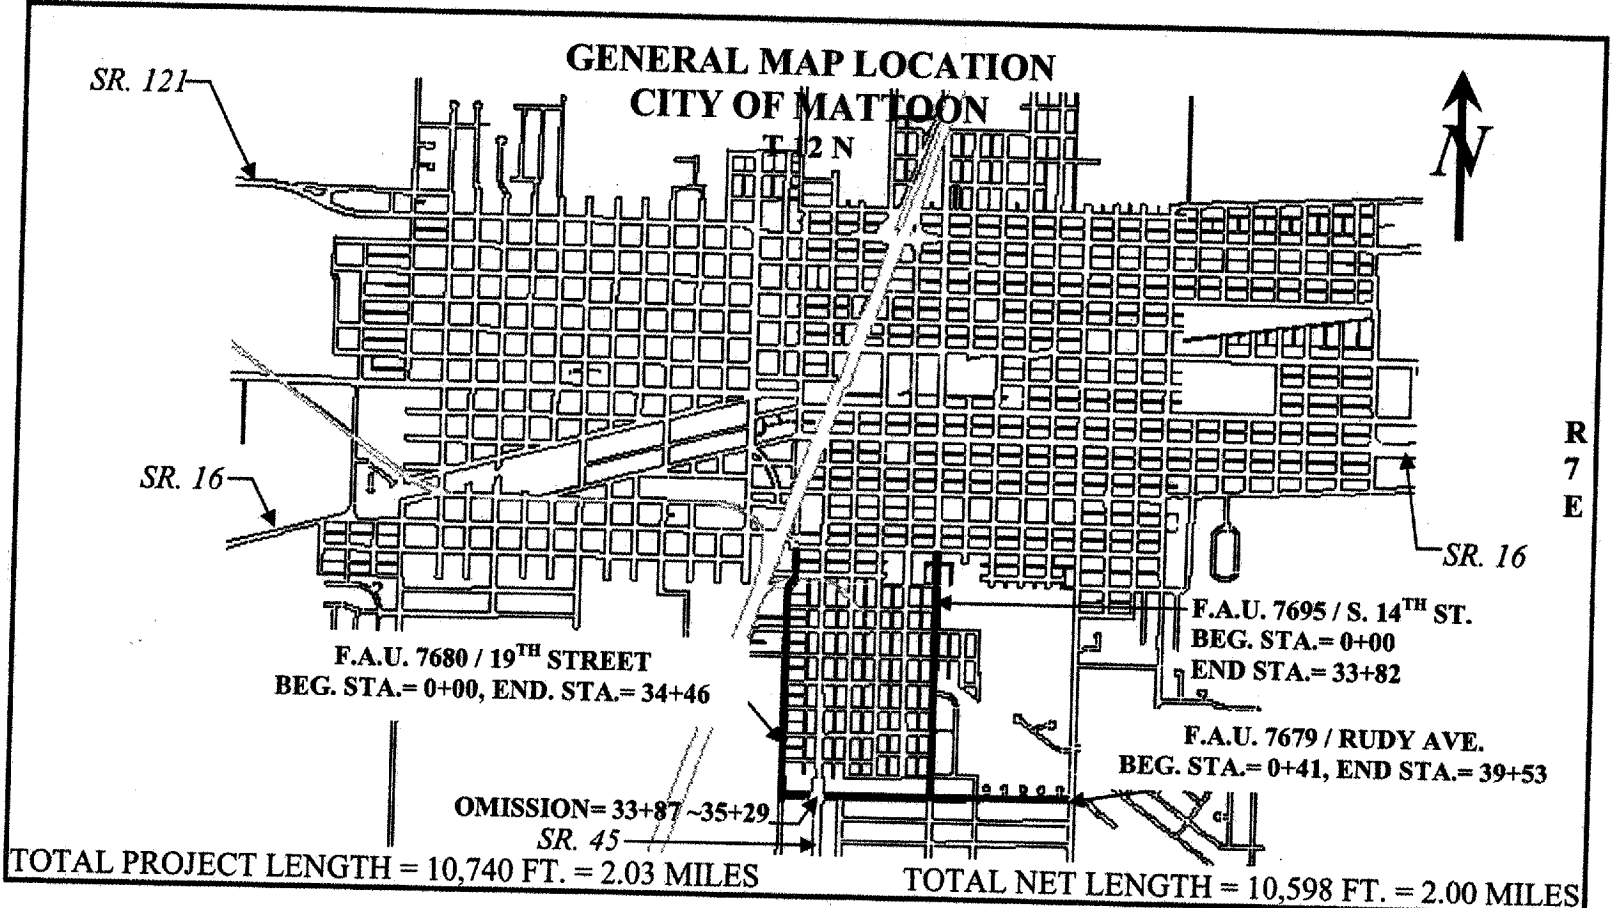 GENERAL MAP LOCATION
CITY OF MATTOON
T 12 N
SR. 121
N
SR. 16
R
7
E
SR. 16
F.A.U. 7695 / S. 14TH ST.
BEG. STA.= 0+00
END STA.= 33+82
F.A.U. 7680 / 19TH STREET
BEG. STA.= 0+00, END. STA.= 34+46
F.A.U. 7679 / RUDY AVE.
BEG. STA.= 0+41, END STA.= 39+53
OMISSION= 33+87 ~35+29
SR. 45
TOTAL PROJECT LENGTH = 10,740 FT. = 2.03 MILES
TOTAL NET LENGTH = 10,598 FT. = 2.00 MILES